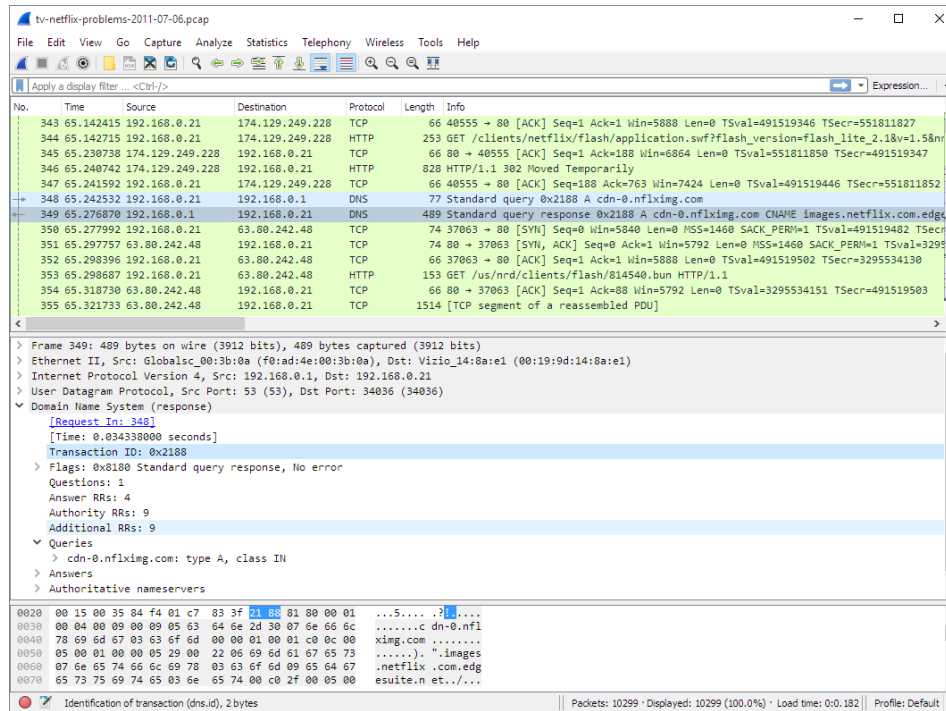 tv-netflix-problems-2011-07-06.pcap
File Edit View Go Capture Analyze Statistics Telephony Wireless Tools Help
Apply a display filter ... <Ctrl-/> Expression...
No. Time Source Destination Protocol Length Info
343 65.142415 192.168.0.21 174.129.249.228 TCP 66 40555 → 80 [ACK] Seq=1 Ack=1 Win=5888 Len=0 TSval=491519346 TSecr=551811827
344 65.142715 192.168.0.21 174.129.249.228 HTTP 253 GET /clients/netflix/flash/application.swf?flash_version=flash_lite_2.1&v=1.5&nr
345 65.230738 174.129.249.228 192.168.0.21 TCP 66 80 → 40555 [ACK] Seq=1 Ack=188 Win=6864 Len=0 TSval=551811850 TSecr=491519347
346 65.240742 174.129.249.228 192.168.0.21 HTTP 828 HTTP/1.1 302 Moved Temporarily
347 65.241592 192.168.0.21 174.129.249.228 TCP 66 40555 → 80 [ACK] Seq=188 Ack=763 Win=7424 Len=0 TSval=491519446 TSecr=551811852
348 65.242532 192.168.0.21 192.168.0.1 DNS 77 Standard query 0x2188 A cdn-0.nflximg.com
349 65.276870 192.168.0.1 192.168.0.21 DNS 489 Standard query response 0x2188 A cdn-0.nflximg.com CNAME images.netflix.com.edge
350 65.277992 192.168.0.21 63.80.242.48 TCP 74 37063 → 80 [SYN] Seq=0 Win=5840 Len=0 MSS=1460 SACK_PERM=1 TSval=491519482 TSecr
351 65.297757 63.80.242.48 192.168.0.21 TCP 74 80 → 37063 [SYN, ACK] Seq=0 Ack=1 Win=5792 Len=0 MSS=1460 SACK_PERM=1 TSval=3295
352 65.298396 192.168.0.21 63.80.242.48 TCP 66 37063 → 80 [ACK] Seq=1 Ack=1 Win=5888 Len=0 TSval=491519502 TSecr=3295534130
353 65.298687 192.168.0.21 63.80.242.48 HTTP 153 GET /us/nrd/clients/flash/814540.bun HTTP/1.1
354 65.318730 63.80.242.48 192.168.0.21 TCP 66 80 → 37063 [ACK] Seq=1 Ack=88 Win=5792 Len=0 TSval=3295534151 TSecr=491519503
355 65.321733 63.80.242.48 192.168.0.21 TCP 1514 [TCP segment of a reassembled PDU]
Frame 349: 489 bytes on wire (3912 bits), 489 bytes captured (3912 bits)
Ethernet II, Src: Globalsc_00:3b:0a (f0:ad:4e:00:3b:0a), Dst: Vizio_14:8a:e1 (00:19:9d:14:8a:e1)
Internet Protocol Version 4, Src: 192.168.0.1, Dst: 192.168.0.21
User Datagram Protocol, Src Port: 53 (53), Dst Port: 34036 (34036)
Domain Name System (response)
[Request In: 348]
[Time: 0.034338000 seconds]
Transaction ID: 0x2188
Flags: 0x8180 Standard query response, No error
Questions: 1
Answer RRs: 4
Authority RRs: 9
Additional RRs: 9
Queries
cdn-0.nflximg.com: type A, class IN
Answers
Authoritative nameservers
0020 00 15 00 35 84 f4 01 c7 83 3f 21 88 81 80 00 01 ...5.... .?!.....
0030 00 04 00 09 00 09 05 63 64 6e 2d 30 07 6e 66 6c .......c dn-0.nfl
0040 78 69 6d 67 03 63 6f 6d 00 00 01 00 01 c0 0c 00 ximg.com ........
0050 05 00 01 00 00 05 29 00 22 06 69 6d 61 67 65 73 ......). ".images
0060 07 6e 65 74 66 6c 69 78 03 63 6f 6d 09 65 64 67 .netflix .com.edg
0070 65 73 75 69 74 65 03 6e 65 74 00 c0 2f 00 05 00 esuite.n et../...
Identification of transaction (dns.id), 2 bytes Packets: 10299 · Displayed: 10299 (100.0%) · Load time: 0:0.182 Profile: Default